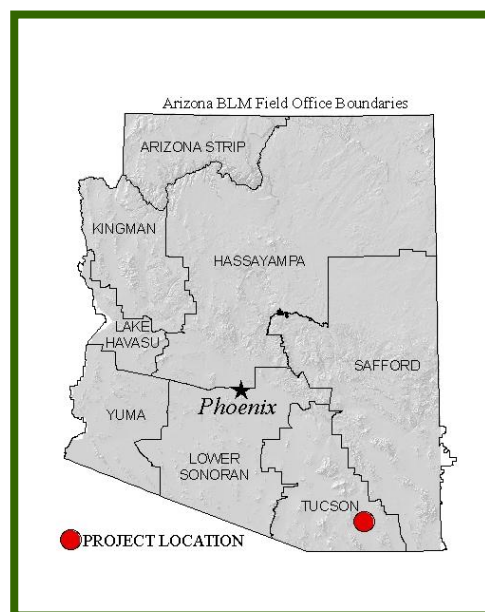 Arizona BLM Field Office Boundaries
ARIZONA STRIP
KINGMAN
HASSAYAMPA
LAKE
HAVASU
SAFFORD
Phoenix
YUMA
LOWER
SONORAN
TUCSON
PROJECT LOCATION